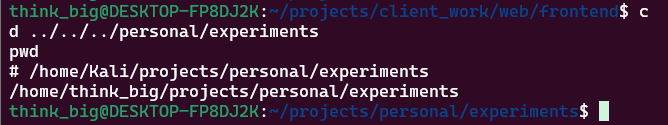 think_big@DESKTOP-FP8DJ2K:~/projects/client_work/web/frontend$ c
d ../../../personal/experiments
pwd
# /home/Kali/projects/personal/experiments
/home/think_big/projects/personal/experiments
think_big@DESKTOP-FP8DJ2K:~/projects/personal/experiments$